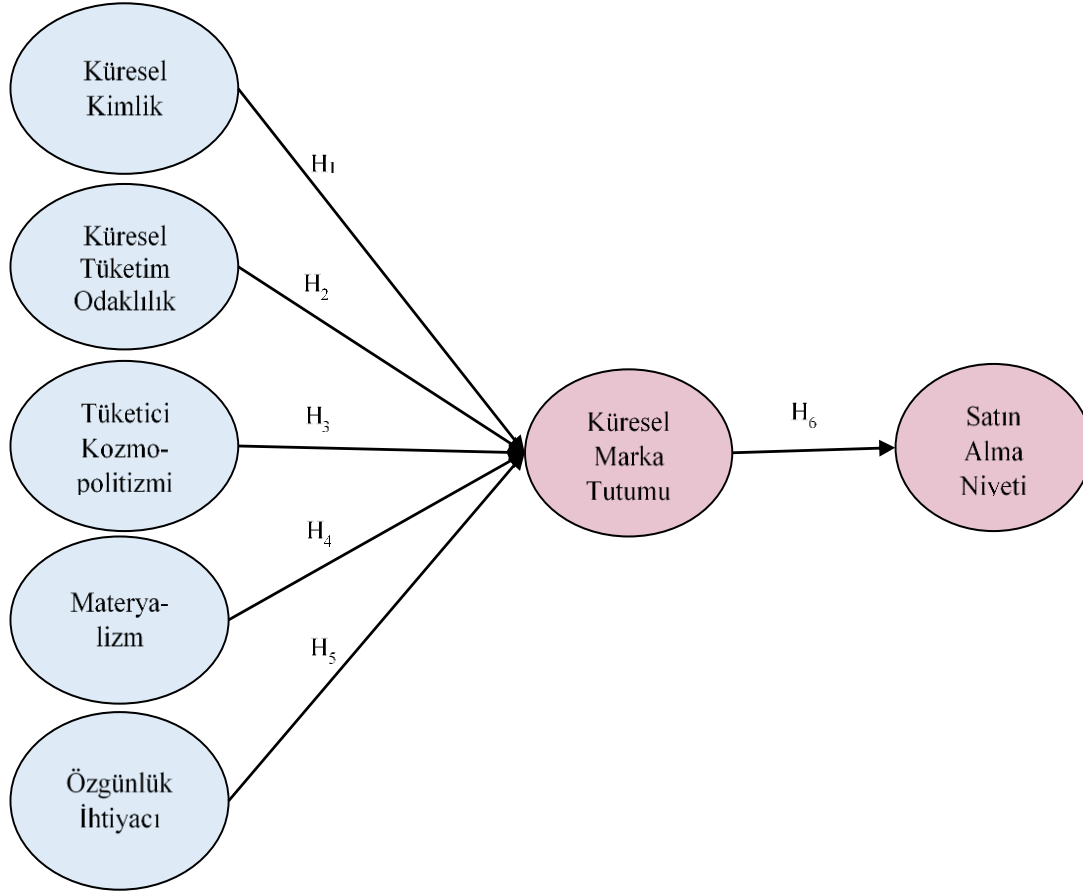 Küresel
Kimlik
H1
Küresel
Tüketim
Odaklılık
H2
Tüketici
Kozmo-
politizmi
H3
Materya-
lizm
H4
Özgünlük
İhtiyacı
H5
Küresel
Marka
Tutumu
H6
Satın
Alma
Niyeti